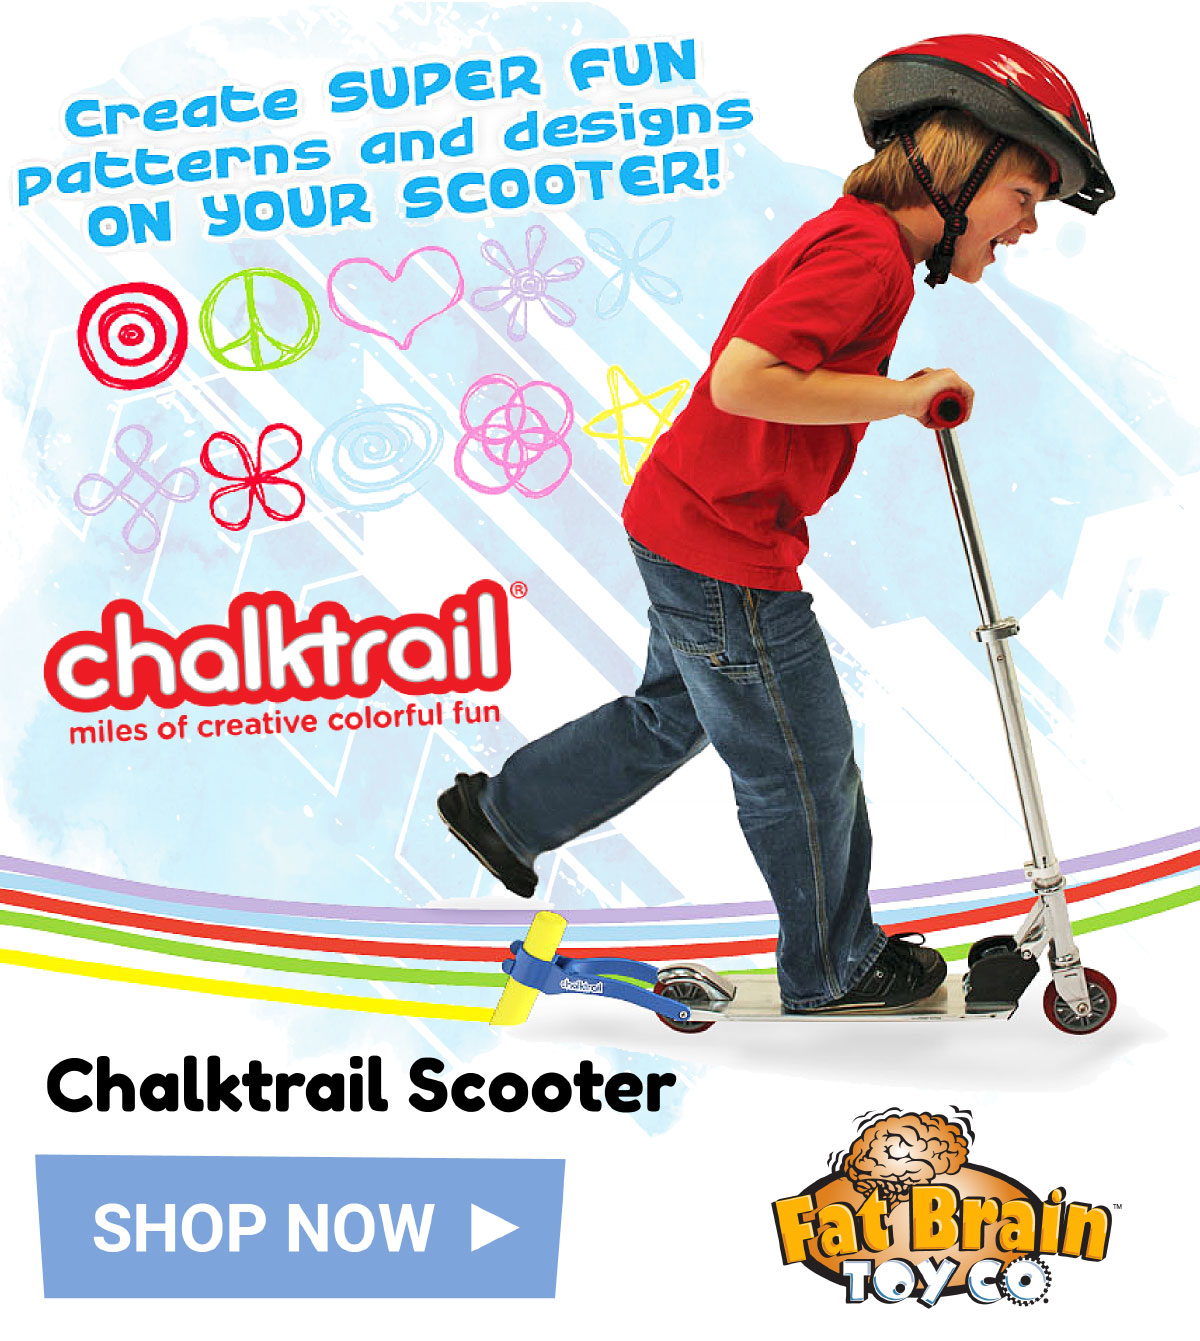 Create SUPER FUN
patterns and designs
ON YOUR SCOOTER!
chalktrail®
miles of creative colorful fun
chalktrail
Chalktrail Scooter
SHOP NOW
Fat Brain™
TOY CO.